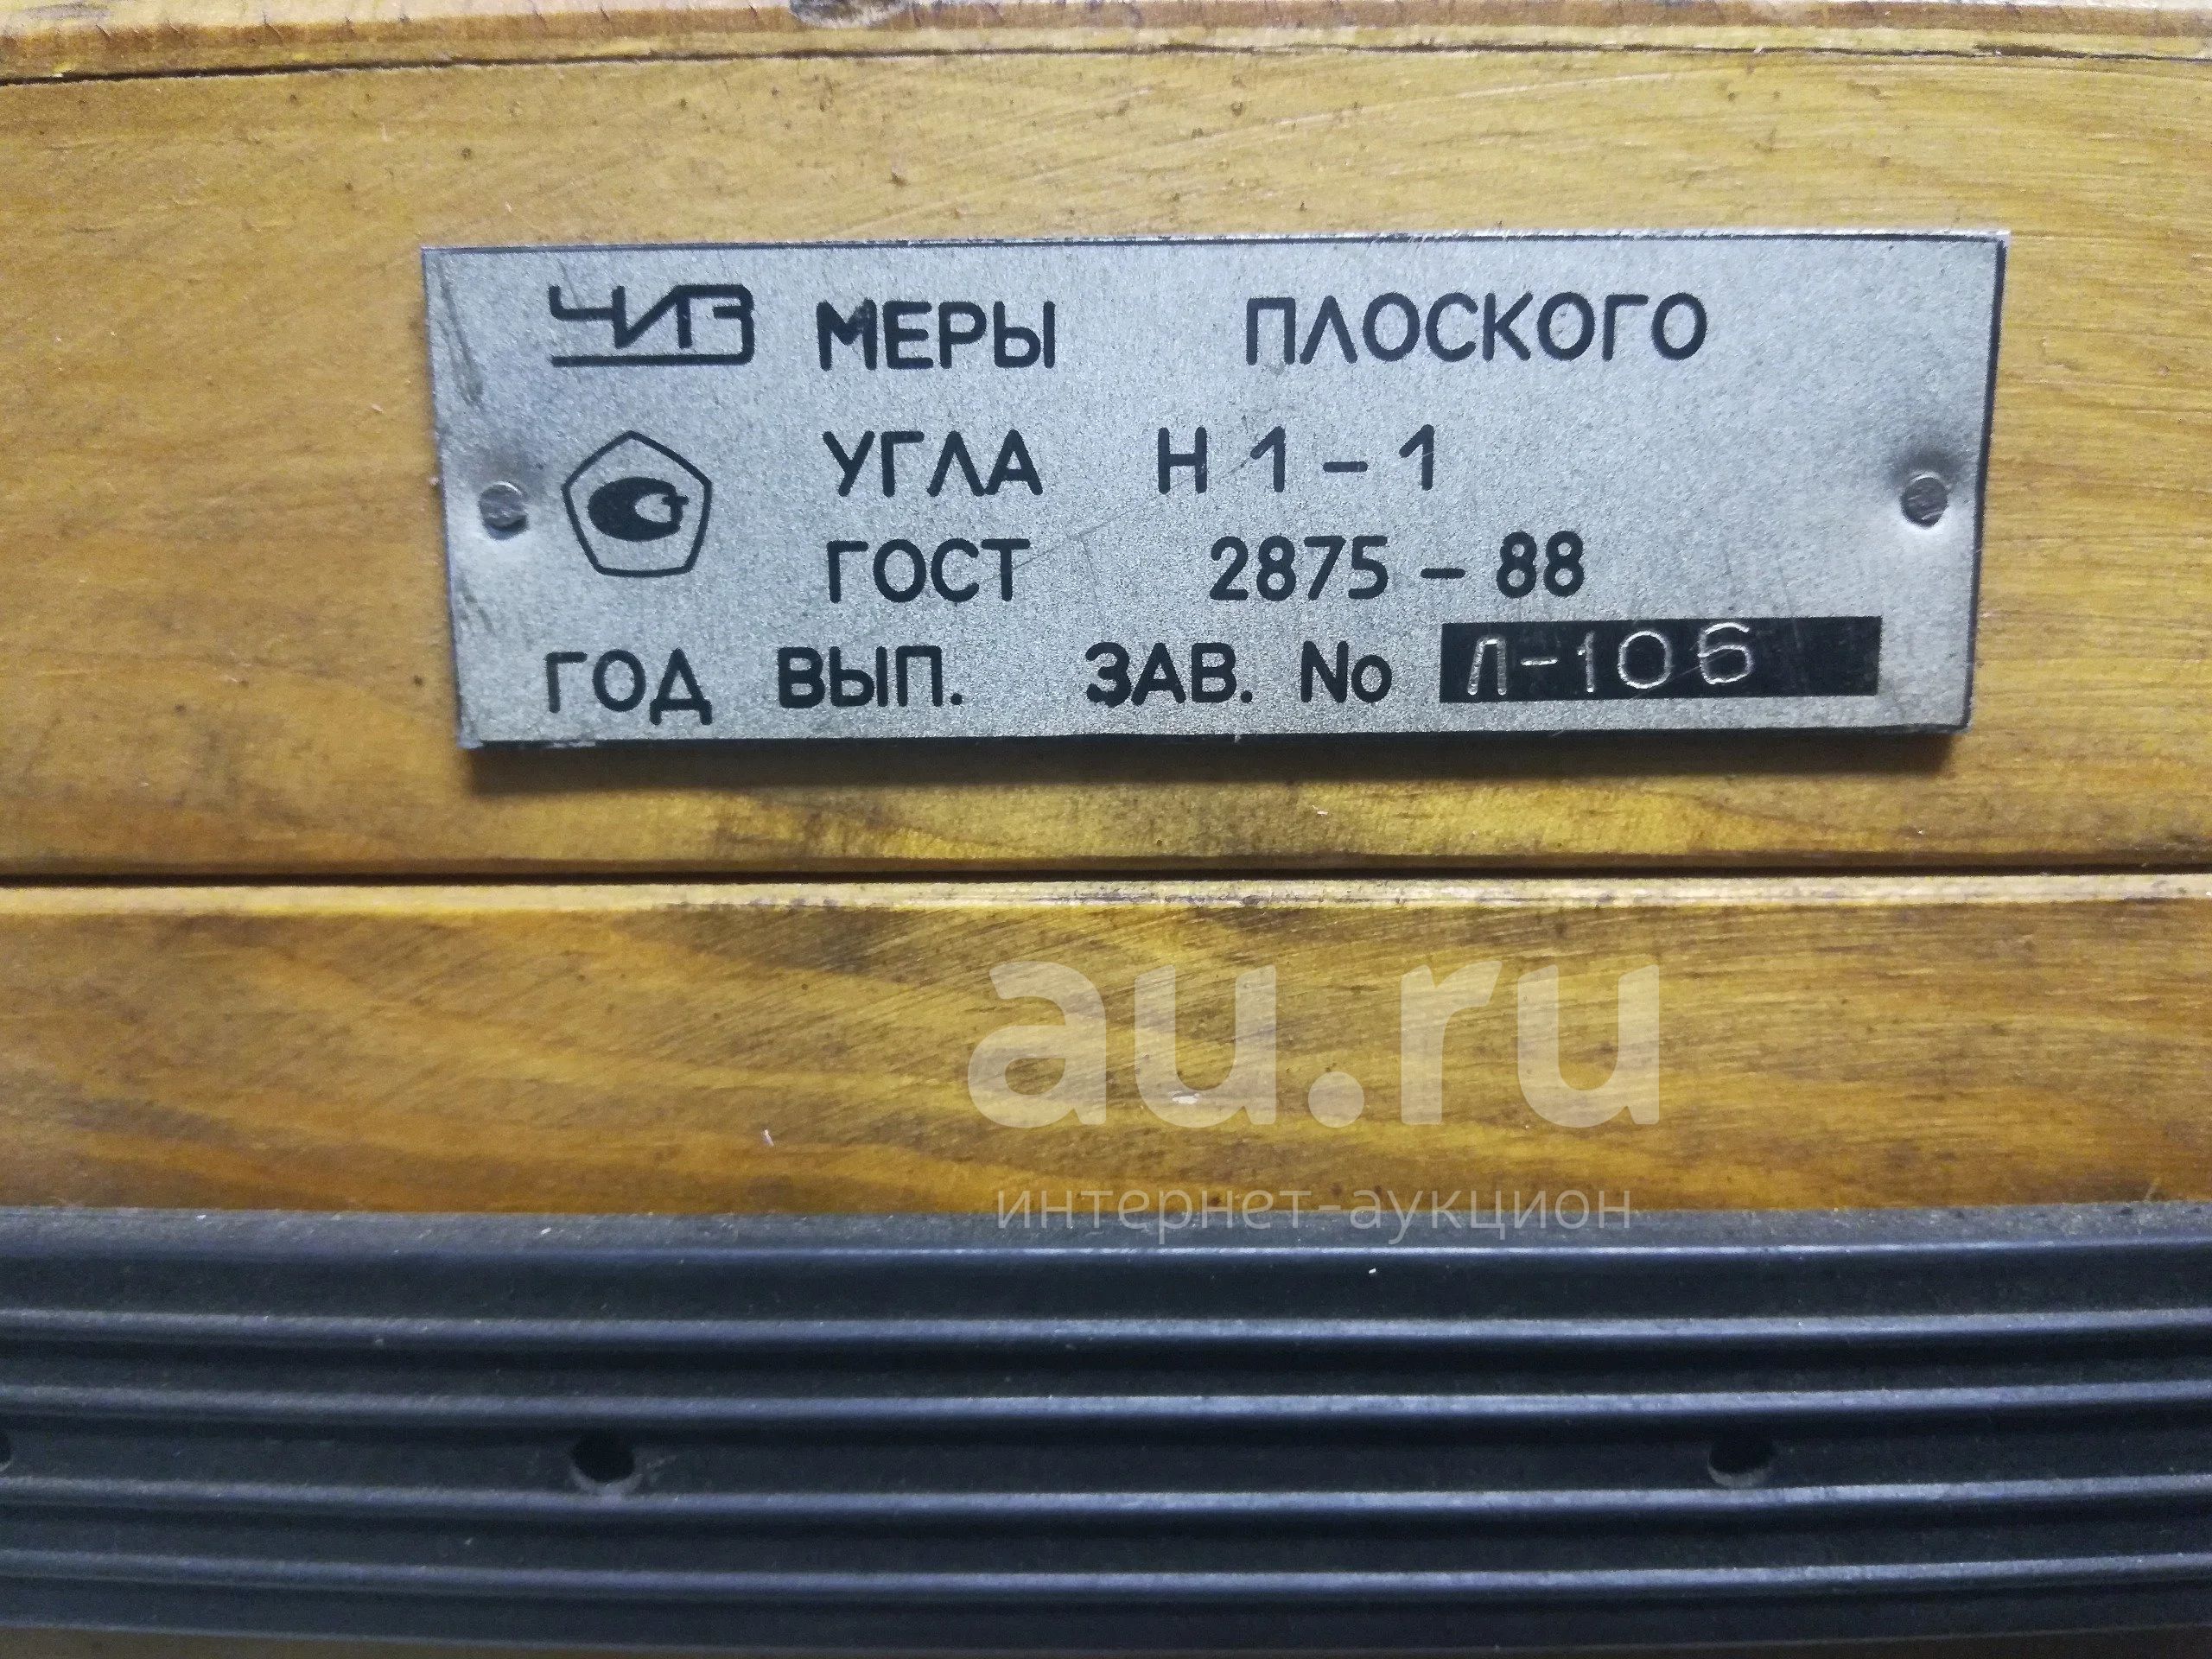 ЧИЗ МЕРЫ ПЛОСКОГО
УГЛА Н 1 - 1
ГОСТ 2875 - 88
ГОД ВЫП. ЗАВ. No Л-106
au.ru
интернет-аукцион